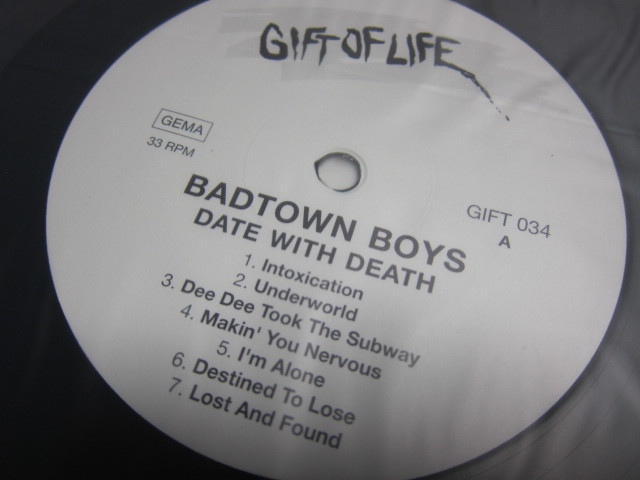 GIFT OF LIFE
GEMA
33 RPM
GIFT 034
A
BADTOWN BOYS
DATE WITH DEATH
1. Intoxication
2. Underworld
3. Dee Dee Took The Subway
4. Makin' You Nervous
5. I'm Alone
6. Destined To Lose
7. Lost And Found